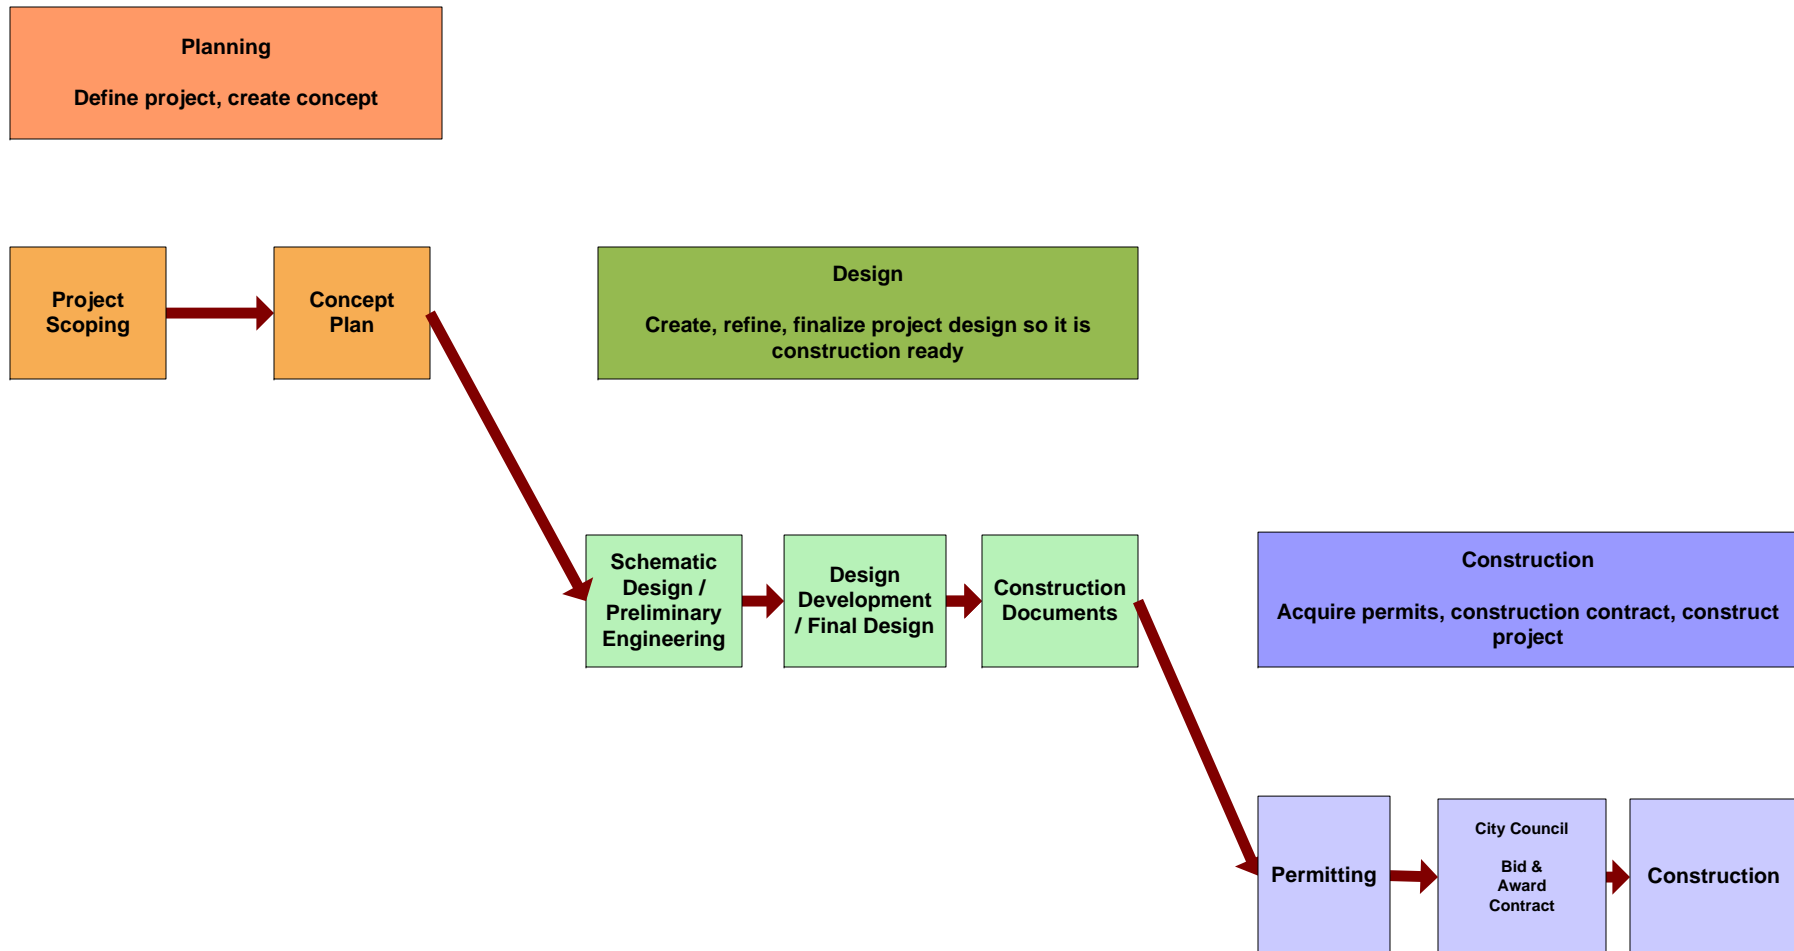 Planning
Define project, create concept
Project
Scoping
Concept
Plan
Design
Create, refine, finalize project design so it is
construction ready
Schematic
Design /
Preliminary
Engineering
Design
Development
/ Final Design
Construction
Documents
Construction
Acquire permits, construction contract, construct
project
Permitting
City Council
Bid &
Award
Contract
Construction